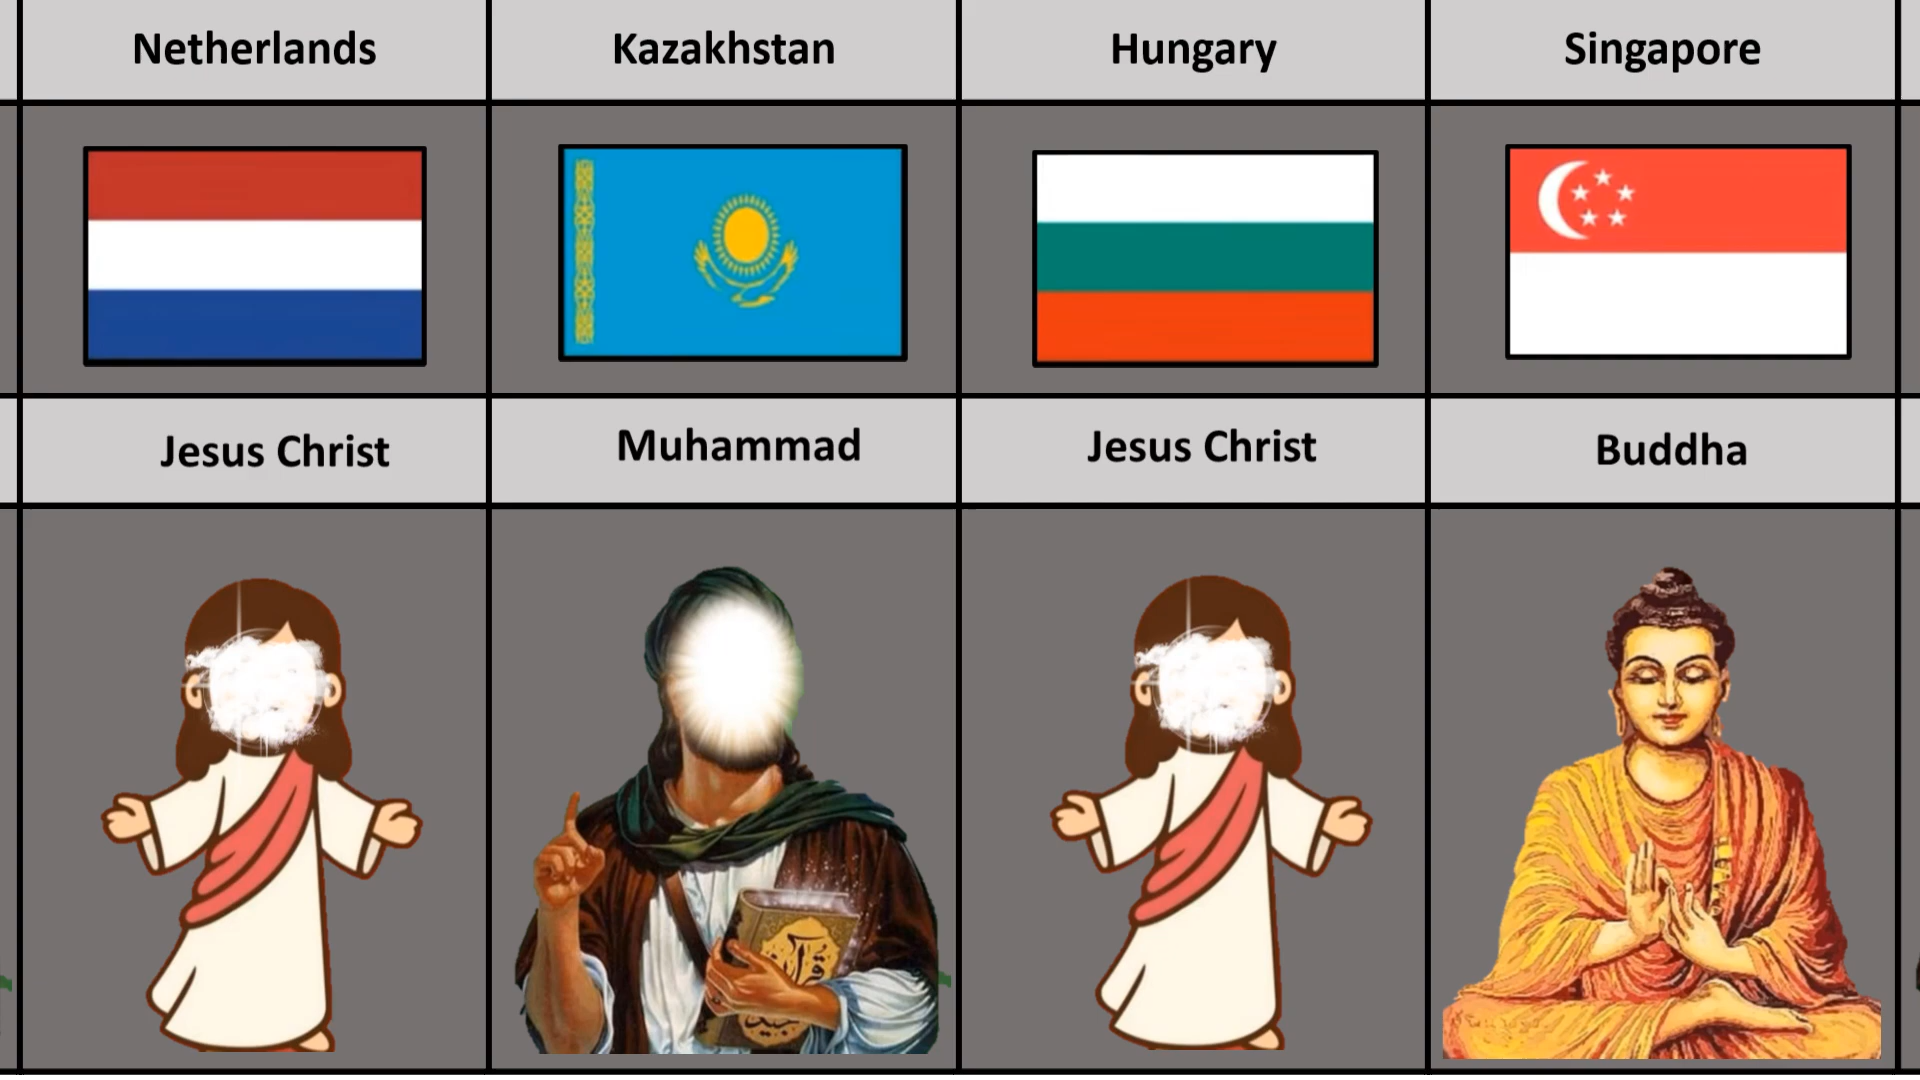 Netherlands
Kazakhstan
Hungary
Singapore
Jesus Christ
Muhammad
Jesus Christ
Buddha